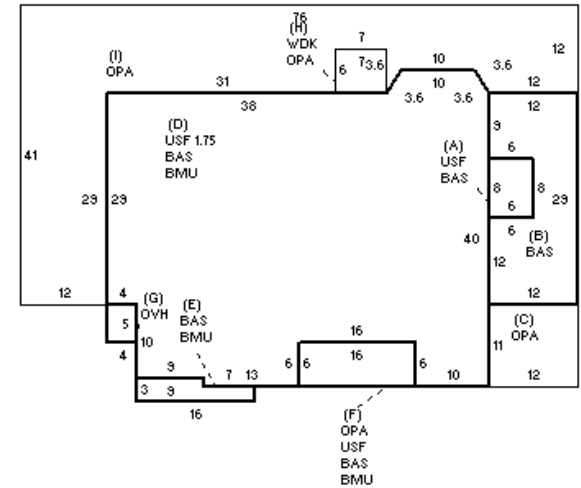 76
(H)
WDK
OPA
7
7
3.6
6
10
10
3.6
12
(I)
OPA
31
38
3.6
3.6
12
12
(D)
USF 1.75
BAS
BMU
9
6
(A)
USF
BAS
41
29
29
8
8
29
6
6
40
(B)
BAS
12
12
4
12
(G)
OVH
(E)
BAS
BMU
5
10
4
16
16
(C)
OPA
11
9
6
6
6
7
13
10
12
3
9
16
(F)
OPA
USF
BAS
BMU